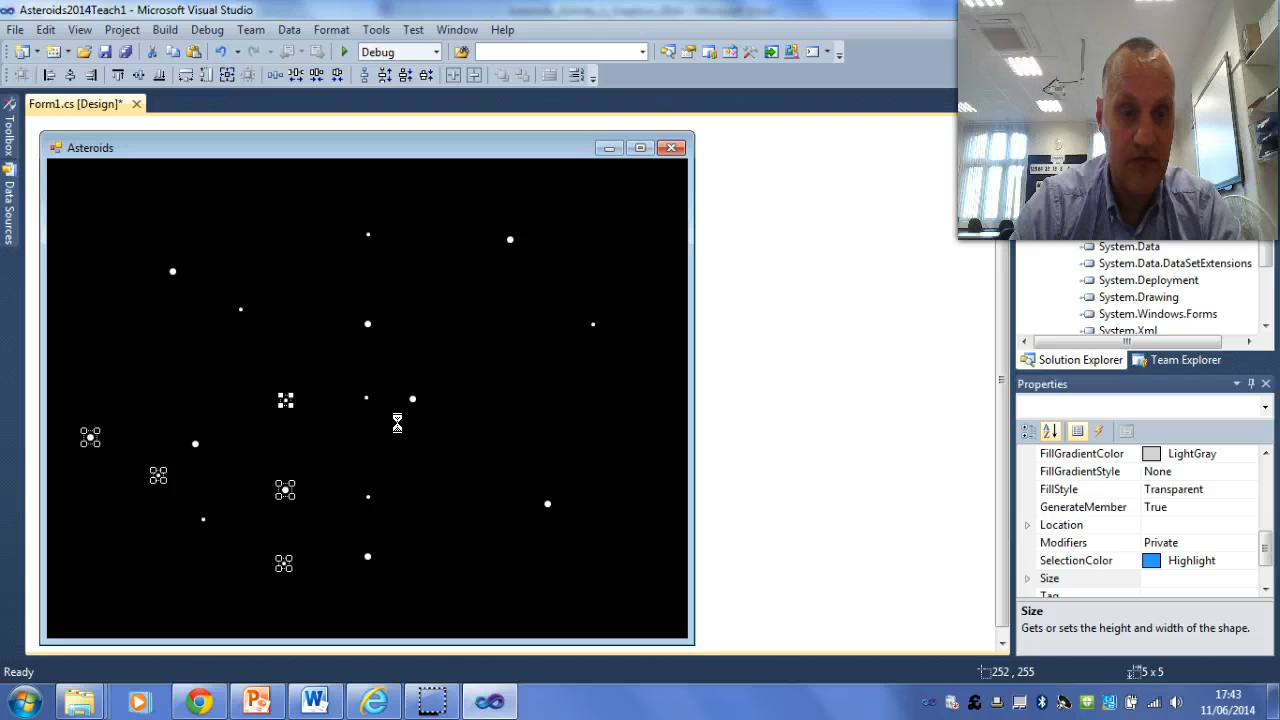 Asteroids2014Teach1 - Microsoft Visual Studio
File Edit View Project Build Debug Team Data Format Tools Test Window Help
Debug
Form1.cs [Design]*
Toolbox
Data Sources
Asteroids
System.Data
System.Data.DataSetExtensions
System.Deployment
System.Drawing
System.Windows.Forms
System.Xml
Solution Explorer Team Explorer
Properties
FillGradientColor LightGray
FillGradientStyle None
FillStyle Transparent
GenerateMember True
Location
Modifiers Private
SelectionColor Highlight
Size
Tag
Size
Gets or sets the height and width of the shape.
Ready 252 , 255 5 x 5
17:43
11/06/2014